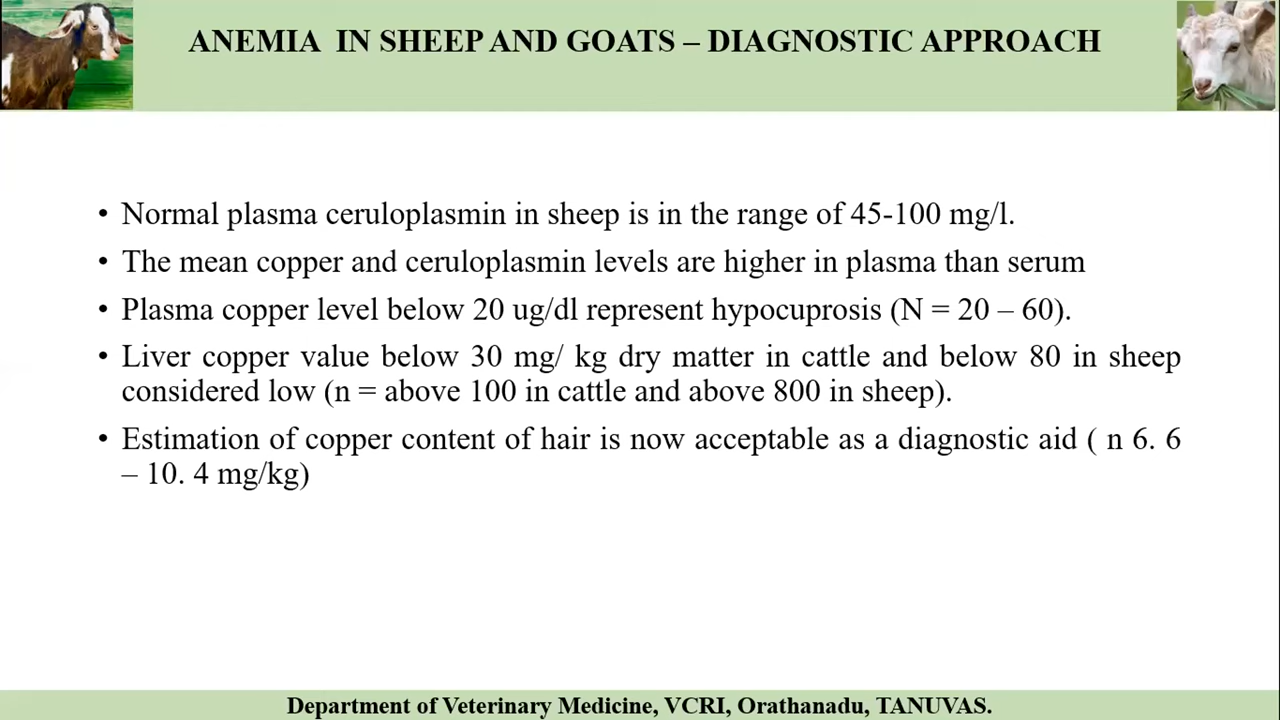 ANEMIA IN SHEEP AND GOATS – DIAGNOSTIC APPROACH
• Normal plasma ceruloplasmin in sheep is in the range of 45-100 mg/l.
• The mean copper and ceruloplasmin levels are higher in plasma than serum
• Plasma copper level below 20 ug/dl represent hypocuprosis (N = 20 – 60).
• Liver copper value below 30 mg/ kg dry matter in cattle and below 80 in sheep
considered low (n = above 100 in cattle and above 800 in sheep).
• Estimation of copper content of hair is now acceptable as a diagnostic aid ( n 6. 6
– 10. 4 mg/kg)
Department of Veterinary Medicine, VCRI, Orathanadu, TANUVAS.